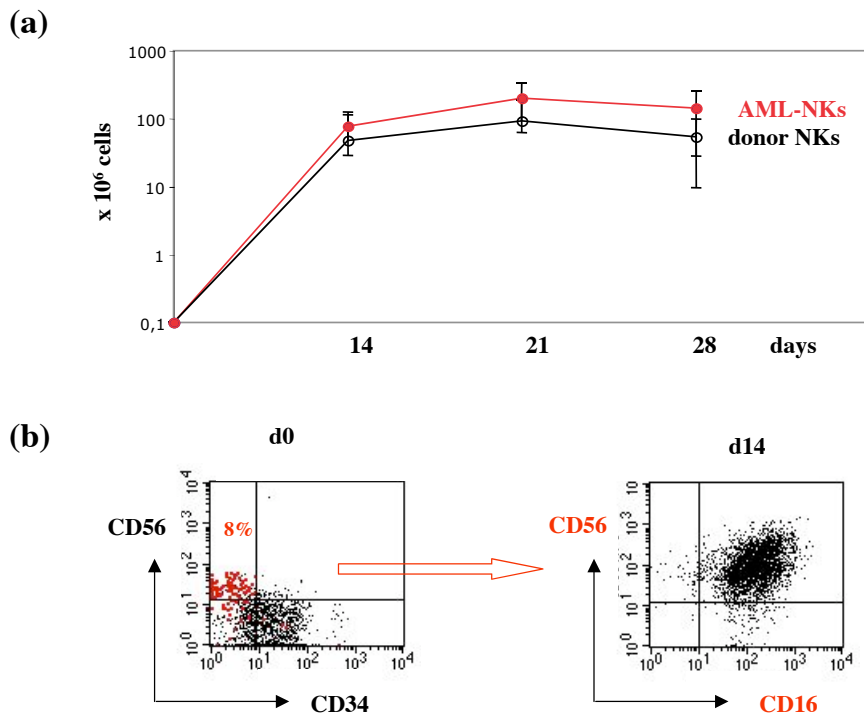 (a)
1000
100
10
1
0,1
x 10⁶ cells
AML-NKs
donor NKs
14 21 28 days
(b)
d0
d14
CD56
10⁴
10³
10²
10¹
10⁰
8%
10⁰ 10¹ 10² 10³ 10⁴
CD34
CD56
10³
10²
10¹
10⁰
10⁰ 10¹ 10² 10³ 10⁴
CD16